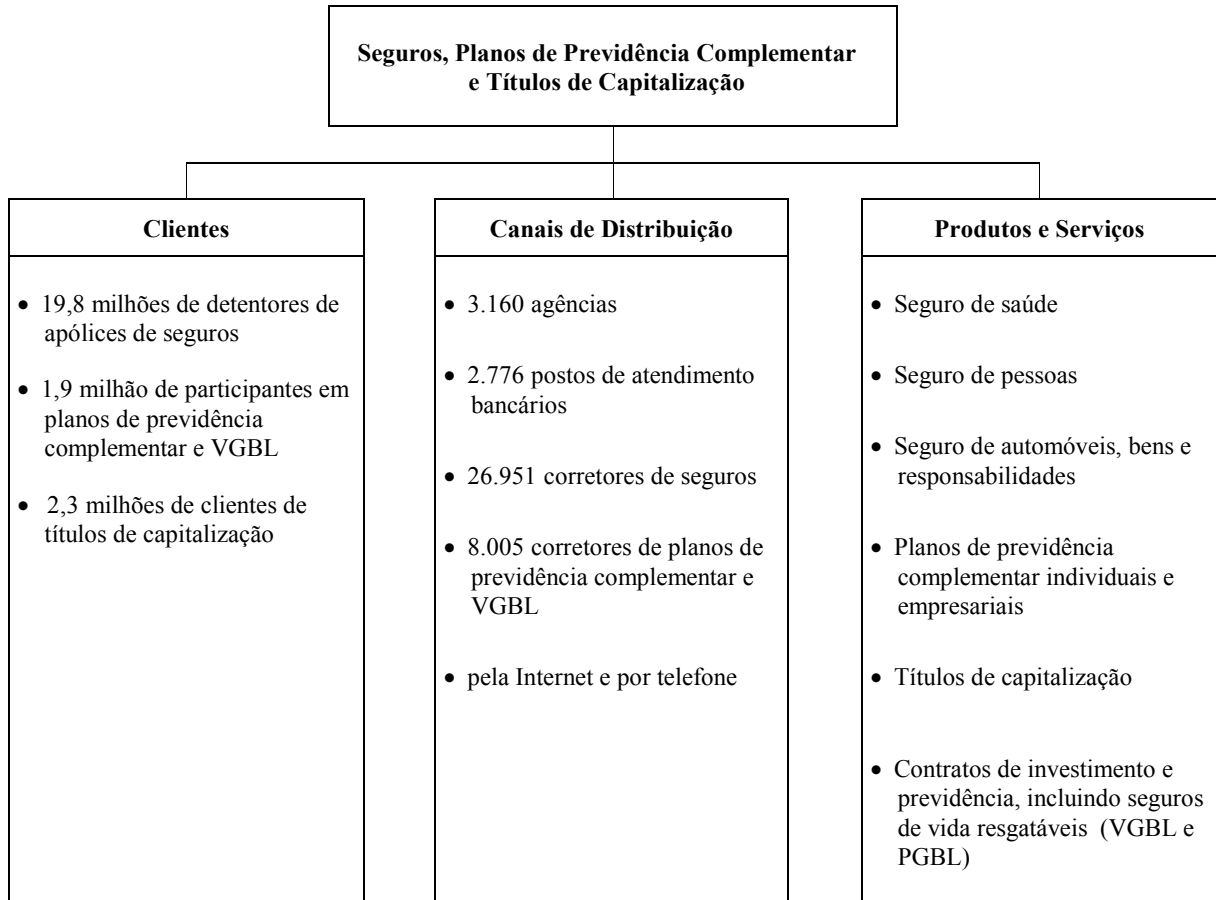 Seguros, Planos de Previdência Complementar
e Títulos de Capitalização
Clientes
• 19,8 milhões de detentores de
apólices de seguros
• 1,9 milhão de participantes em
planos de previdência
complementar e VGBL
• 2,3 milhões de clientes de
títulos de capitalização
Canais de Distribuição
• 3.160 agências
• 2.776 postos de atendimento
bancários
• 26.951 corretores de seguros
• 8.005 corretores de planos de
previdência complementar e
VGBL
• pela Internet e por telefone
Produtos e Serviços
• Seguro de saúde
• Seguro de pessoas
• Seguro de automóveis, bens e
responsabilidades
• Planos de previdência
complementar individuais e
empresariais
• Títulos de capitalização
• Contratos de investimento e
previdência, incluindo seguros
de vida resgatáveis (VGBL e
PGBL)